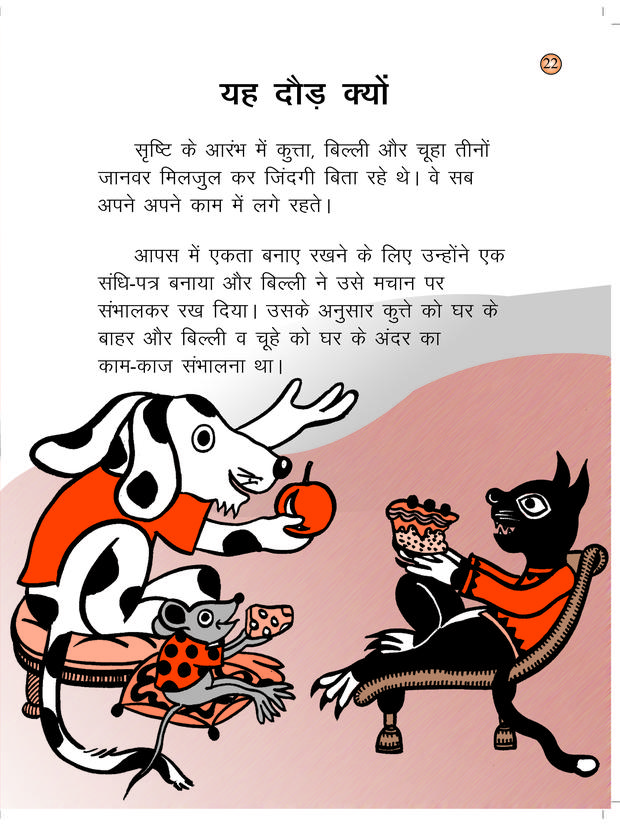 22
यह दौड़ क्यों
सृष्टि के आरंभ में कुत्ता, बिल्ली और चूहा तीनों
जानवर मिलजुल कर जिंदगी बिता रहे थे। वे सब
अपने अपने काम में लगे रहते।
आपस में एकता बनाए रखने के लिए उन्होंने एक
संधि-पत्र बनाया और बिल्ली ने उसे मचान पर
संभालकर रख दिया। उसके अनुसार कुत्ते को घर के
बाहर और बिल्ली व चूहे को घर के अंदर का
काम-काज संभालना था।